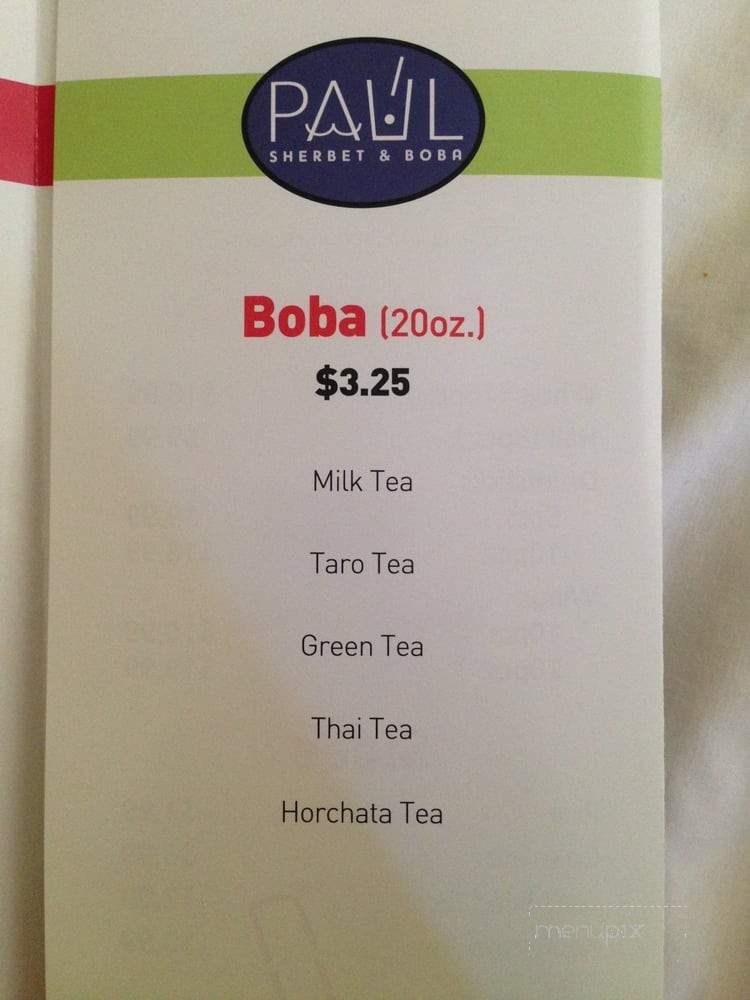 PAUL
SHERBET & BOBA
Boba (20oz.)
$3.25
Milk Tea
Taro Tea
Green Tea
Thai Tea
Horchata Tea
menupix